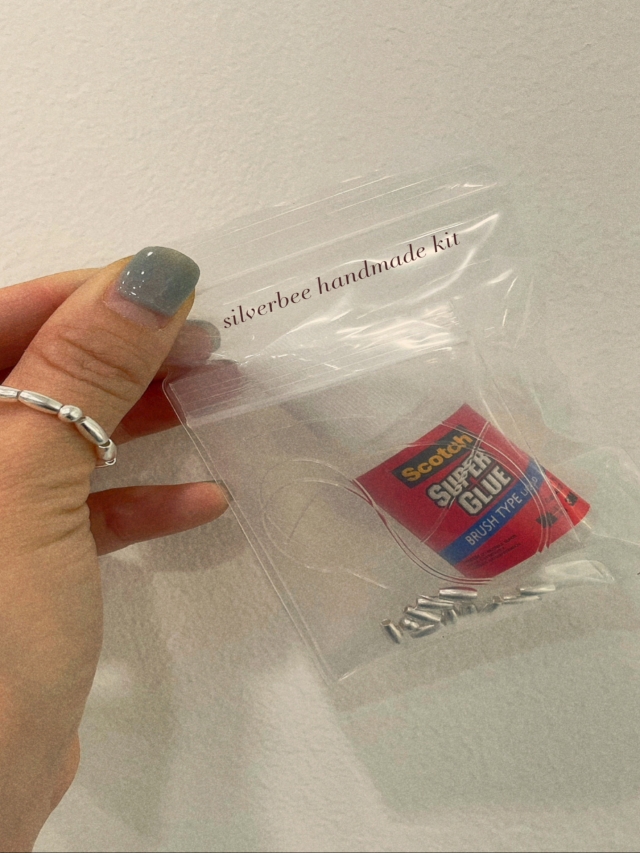 silverbee handmade kit
Scotch
SUPER
GLUE
BRUSH TYPE